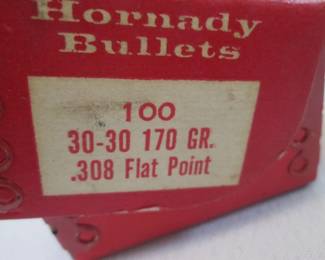 Hornady
Bullets
100
30-30 170 GR.
.308 Flat Point